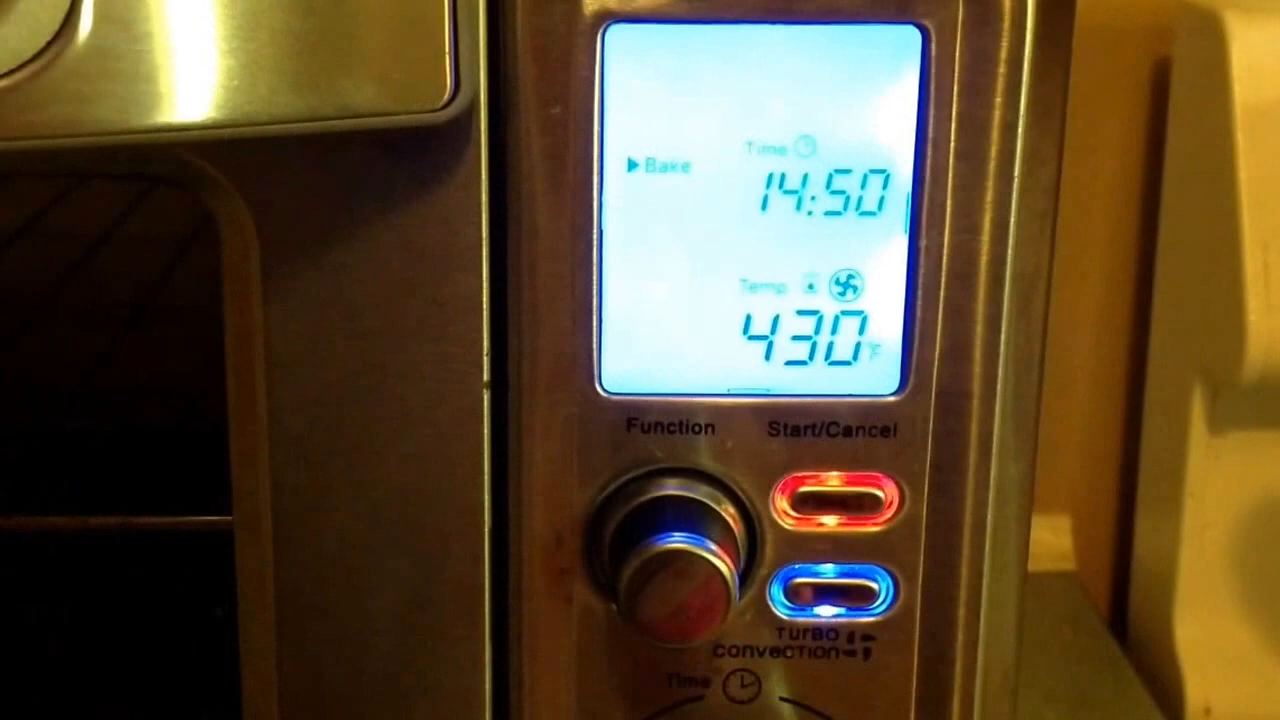 Time
Bake
14:50
Temp
430°F
Function
Start/Cancel
TURBO
CONVECTION
Time